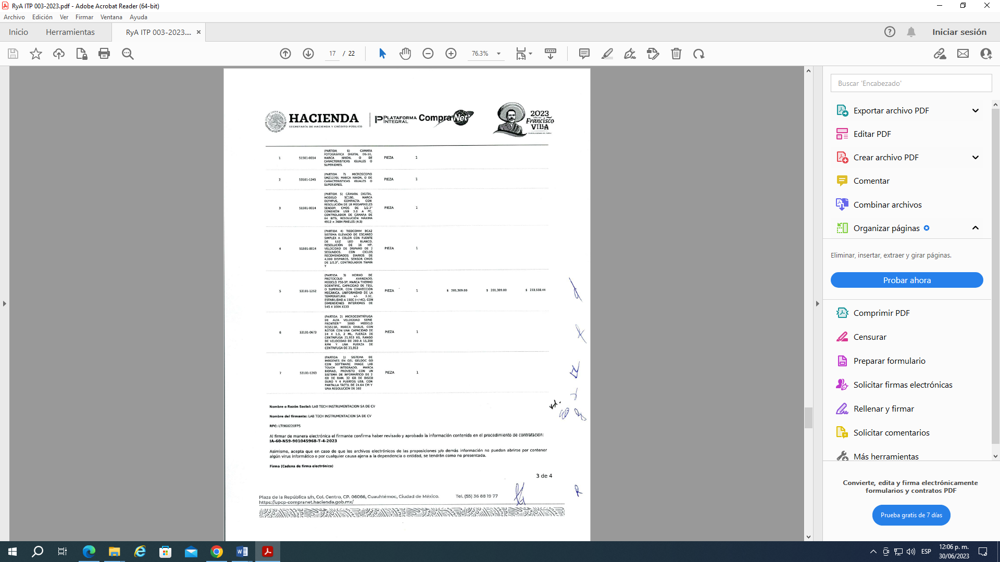 RyA ITP 003-2023.pdf - Adobe Acrobat Reader (64-bit)
Archivo Edición Ver Firmar Ventana Ayuda
Inicio Herramientas RyA ITP 003-2023.... × Iniciar sesión
17 / 22 76.3%
HACIENDA
SECRETARÍA DE HACIENDA Y CRÉDITO PÚBLICO
PLATAFORMA INTEGRAL CompraNet
2023
Francisco
VILLA
1 51501-0014 (PARTIDA 6) CÁMARA PIEZA 1
FOTOGRÁFICA DIGITAL DS-10,
MARCA NIKON, O DE
CARACTERISTICAS IGUALES O
SUPERIORES.
2 53101-1245 (PARTIDA 7) MICROSCOPIO PIEZA 1
SMZ1270I, MARCA NIKON, O DE
CARACTERISTICAS IGUALES O
SUPERIORES.
3 51501-0014 (PARTIDA 5) CÁMARA DIGITAL PIEZA 1
MODELO SC180, MARCA
OLYMPUS, COMPACTA CON
RESOLUCIÓN DE 18 MEGAPIXELES
SENSOR CMOS DE 1/2.3"
CONEXIÓN USB 3.0 A PC,
CONTROLADOR DE CÁMARA DE
64 BITS, RESOLUCIÓN MÁXIMA
4912 × 3684 PIXELES (4:3)
4 51501-0014 (PARTIDA 4) TIEDCOMM BCA2 PIEZA 1
SISTEMA ELEVADO DE ESCANEO
SIMPLEX A COLOR CON FUENTE
DE LUZ LED BLANCO,
RESOLUCIÓN DE 16 MP,
VELOCIDAD DE DISPARO DE 2
SEGUNDOS, CON CICLOS
RECOMENDADOS DIARIOS DE
4,000 DISPAROS, SENSOR CMOS
DE 1/2.3", CONTROLADOR TWAIN
Y
5 53101-1252 (PARTIDA 3) HORNO DE PIEZA 1 $ 201,309.00 $ 201,309.00 $ 233,518.44
PROTOCOLO AVANZADO,
MODELO 750-3P, MARCA THERMO
SCIENTIFIC, CAPACIDAD DE 731L
O SUPERIOR, CON CONVECCIÓN
MECÁNICA, UNIFORMIDAD DE LA
TEMPERATURA: +/- 3.1C,
ESTABILIDAD A 150C (+/-4C), CON
DIMENSIONES INTERIORES DE
545 X 1004 X133
6 53101-0673 (PARTIDA 2) MICROCENTRÍFUGA PIEZA 1
DE ALTA VELOCIDAD SERIE
FRONTIER™ 5000 MODELO
FC5515R, MARCA OHAUS, CON
ROTOR CON UNA CAPACIDAD DE
24 X 1.5, 2 ML, FUERZA DE
CENTRIFUGA 21,953 XG, RANGO
DE VELOCIDAD DE 200 A 15,200
RPM Y UNA FUERZA DE
CENTRIFUGA DE 21,953
7 53101-1263 (PARTIDA 1) SISTEMA DE PIEZA 1
IMÁGENES EN GEL GELDOC GO
CON SOFTWARE IMAGE LAB
TOUCH INTEGRADO, MARCA
BIORAD, PROVISTO CON UN
SISTEMA DE INFORMÁTICO DE 2
GB DE RAM, 32 GB DE DISCO
DURO Y 4 PUERTOS USB, CON
PANTALLA TACTIL DE 24.64 CM Y
UNA RESOLUCIÓN DE 102
Nombre o Razón Social: LAB TECH INSTRUMENTACION SA DE CV
Nombre del firmante: LAB TECH INSTRUMENTACION SA DE CV
RFC: LTI960220FP5
Al firmar de manera electrónica el firmante confirma haber revisado y aprobado la información contenida en el procedimiento de contratación:
IA-60-N59-901045968-T-4-2023
Asimismo, acepta que en caso de que los archivos electrónicos de las proposiciones y/o demás información no puedan abrirse por contener
algún virus informático o por cualquier causa ajena a la dependencia o entidad, se tendrán como no presentada.
Firma (Cadena de firma electrónica)
3 de 4
Plaza de la República s/n, Col. Centro, CP. 06066, Cuauhtémoc, Ciudad de México. Tel. (55) 36 88 19 77
https://upcp-compranet.hacienda.gob.mx/
Buscar 'Encabezado'
Exportar archivo PDF
Editar PDF
Crear archivo PDF
Comentar
Combinar archivos
Organizar páginas
Eliminar, insertar, extraer y girar páginas.
Probar ahora
Comprimir PDF
Censurar
Preparar formulario
Solicitar firmas electrónicas
Rellenar y firmar
Solicitar comentarios
Más herramientas
Convierte, edita y firma electrónicamente
formularios y contratos PDF
Prueba gratis de 7 días
ESP 12:06 p. m.
30/06/2023